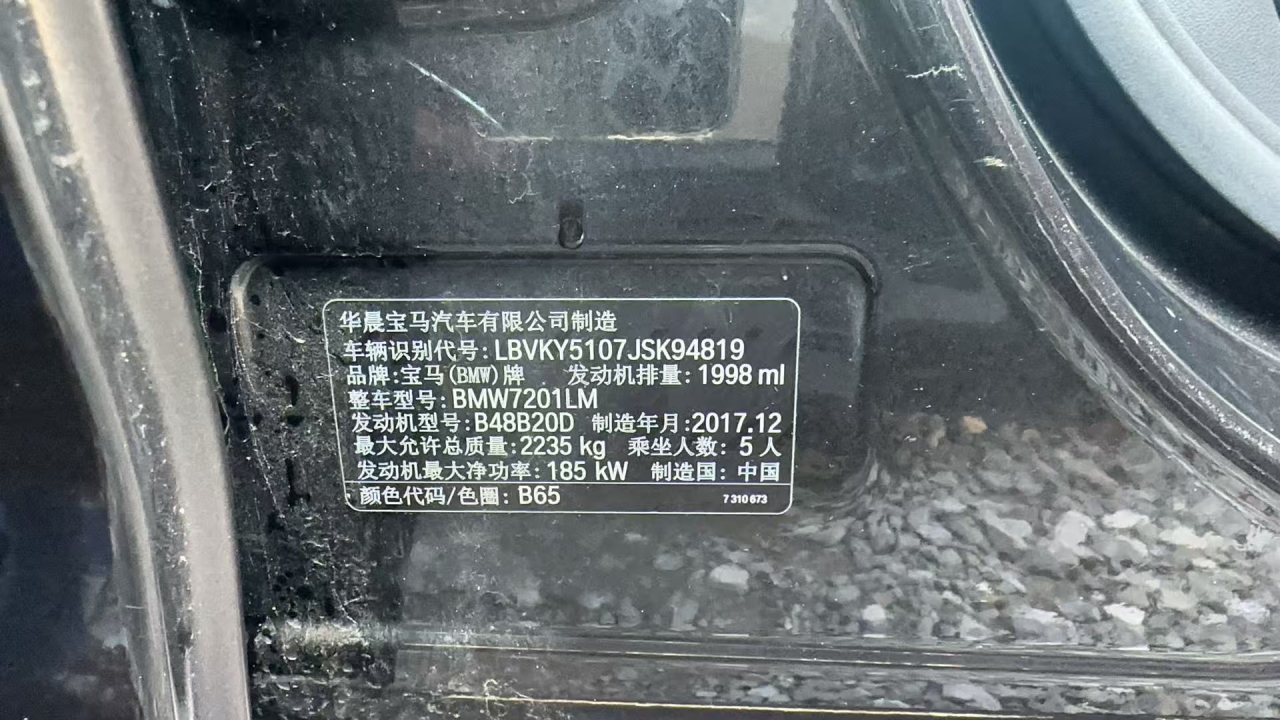 华晨宝马汽车有限公司制造
车辆识别代号: LBVKY5107JSK94819
品牌:宝马(BMW)牌 发动机排量: 1998 ml
整车型号: BMW7201LM
发动机型号: B48B20D 制造年月:2017.12
最大允许总质量:2235 kg 乘坐人数: 5 人
发动机最大净功率: 185 kW 制造国: 中国
颜色代码/色圈: B65 7 310 673